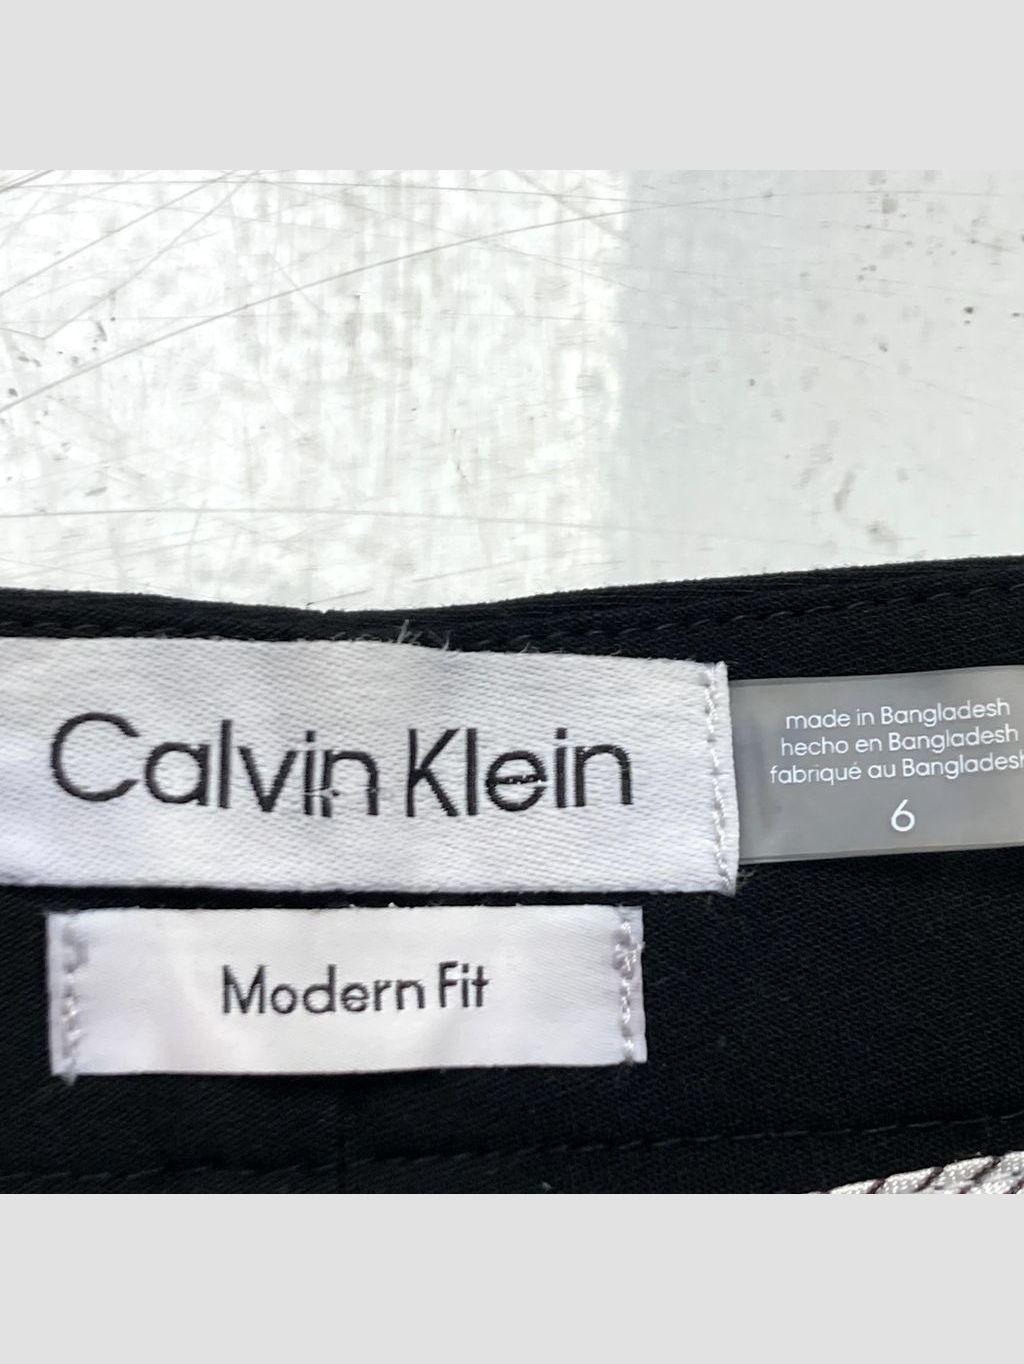 Calvin Klein
made in Bangladesh
hecho en Bangladesh
fabriqué au Bangladesh
6
Modern Fit